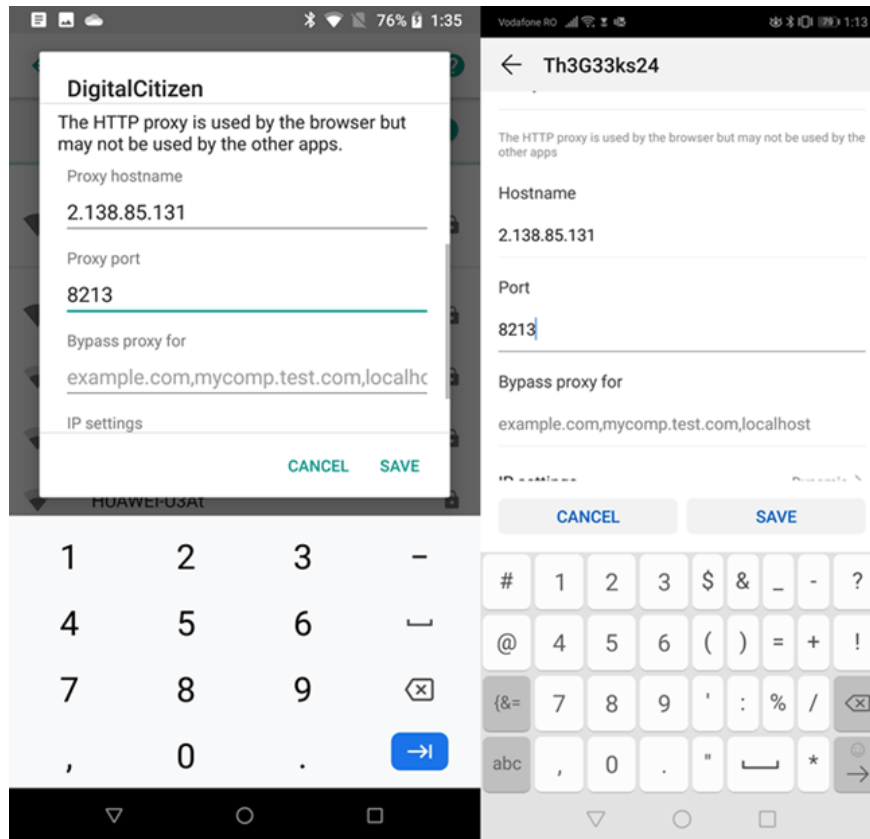 76% 1:35
DigitalCitizen
The HTTP proxy is used by the browser but
may not be used by the other apps.
Proxy hostname
2.138.85.131
Proxy port
8213
Bypass proxy for
example.com,mycomp.test.com,localhc
IP settings
CANCEL SAVE
HUAWEI-U3At
1 2 3 -
4 5 6
7 8 9
, 0 .
Vodafone RO 79 1:13
Th3G33ks24
The HTTP proxy is used by the browser but may not be used by the
other apps
Hostname
2.138.85.131
Port
8213
Bypass proxy for
example.com,mycomp.test.com,localhost
IP settings Dynamic
CANCEL SAVE
# 1 2 3 $ & _ - ?
@ 4 5 6 ( ) = + !
{&= 7 8 9 ' : % /
abc , 0 . " *